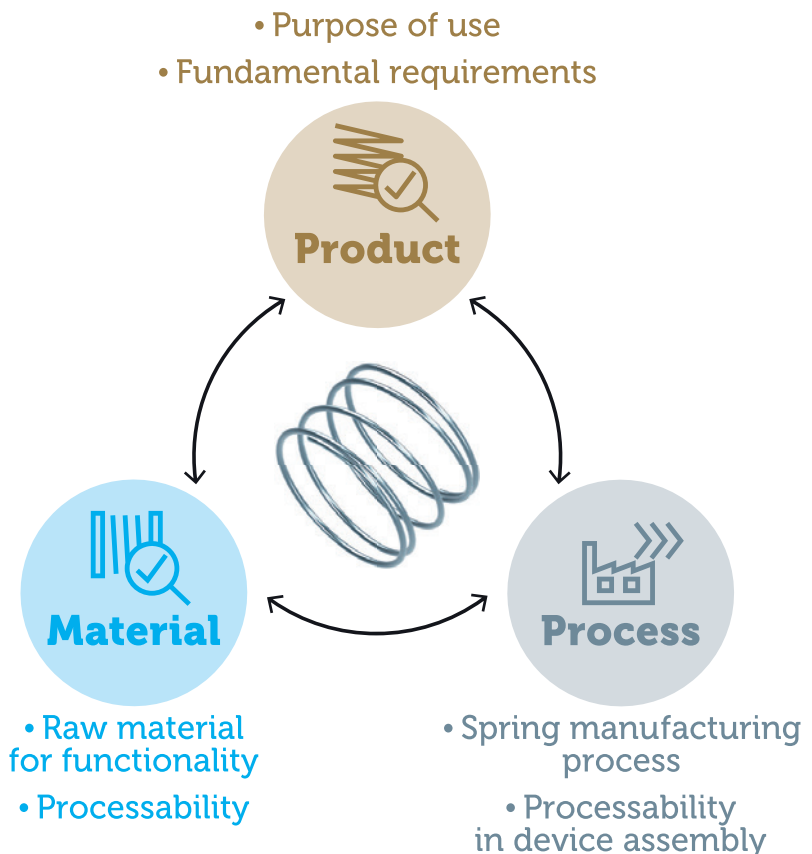 • Purpose of use
• Fundamental requirements
Product
Material
Process
• Raw material
for functionality
• Processability
• Spring manufacturing
process
• Processability
in device assembly